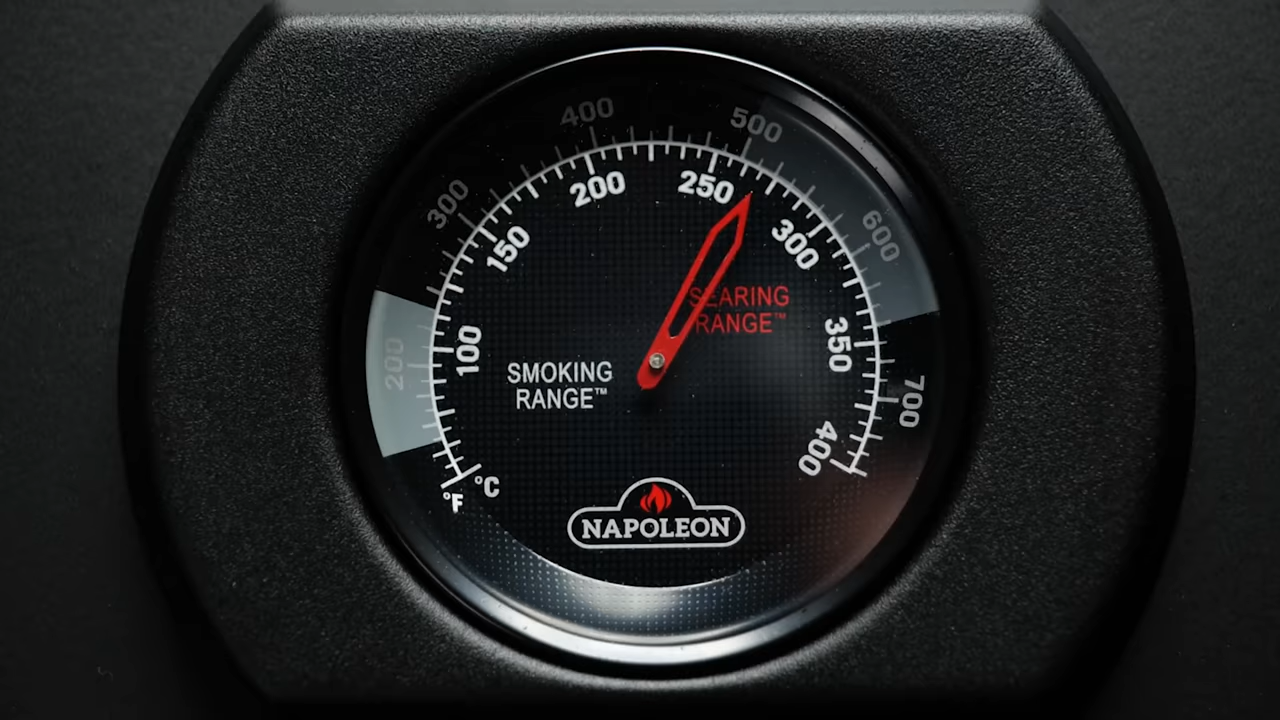 400
500
300
600
200
700
200
250
150
300
100
350
400
SEARING
RANGE™
SMOKING
RANGE™
°C
°F
NAPOLEON